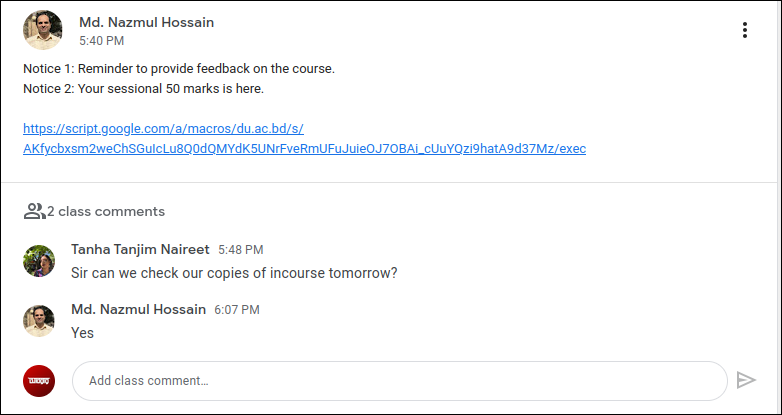 Md. Nazmul Hossain
5:40 PM
Notice 1: Reminder to provide feedback on the course.
Notice 2: Your sessional 50 marks is here.
https://script.google.com/a/macros/du.ac.bd/s/
AKfycbxsm2weChSGuIcLu8Q0dQMYdK5UNrFveRmUFuJuieOJ7OBAi_cUuYQzi9hatA9d37Mz/exec
2 class comments
Tanha Tanjim Naireet 5:48 PM
Sir can we check our copies of incourse tomorrow?
Md. Nazmul Hossain 6:07 PM
Yes
Add class comment…